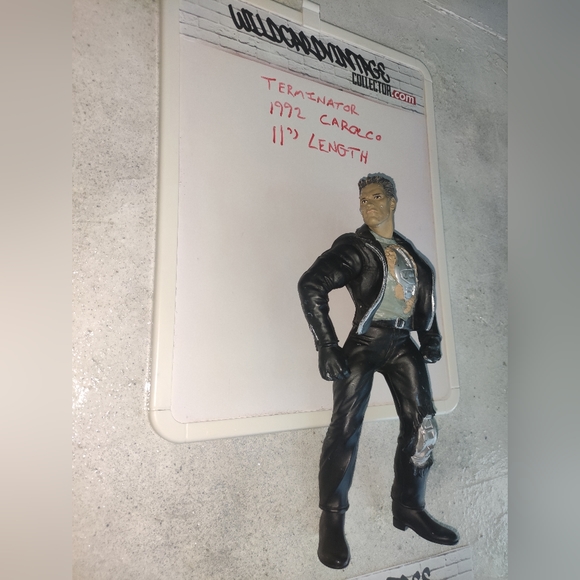 WILDCARDVINTAGE
COLLECTOR.com
TERMINATOR
1992 CAROLCO
11" LENGTH